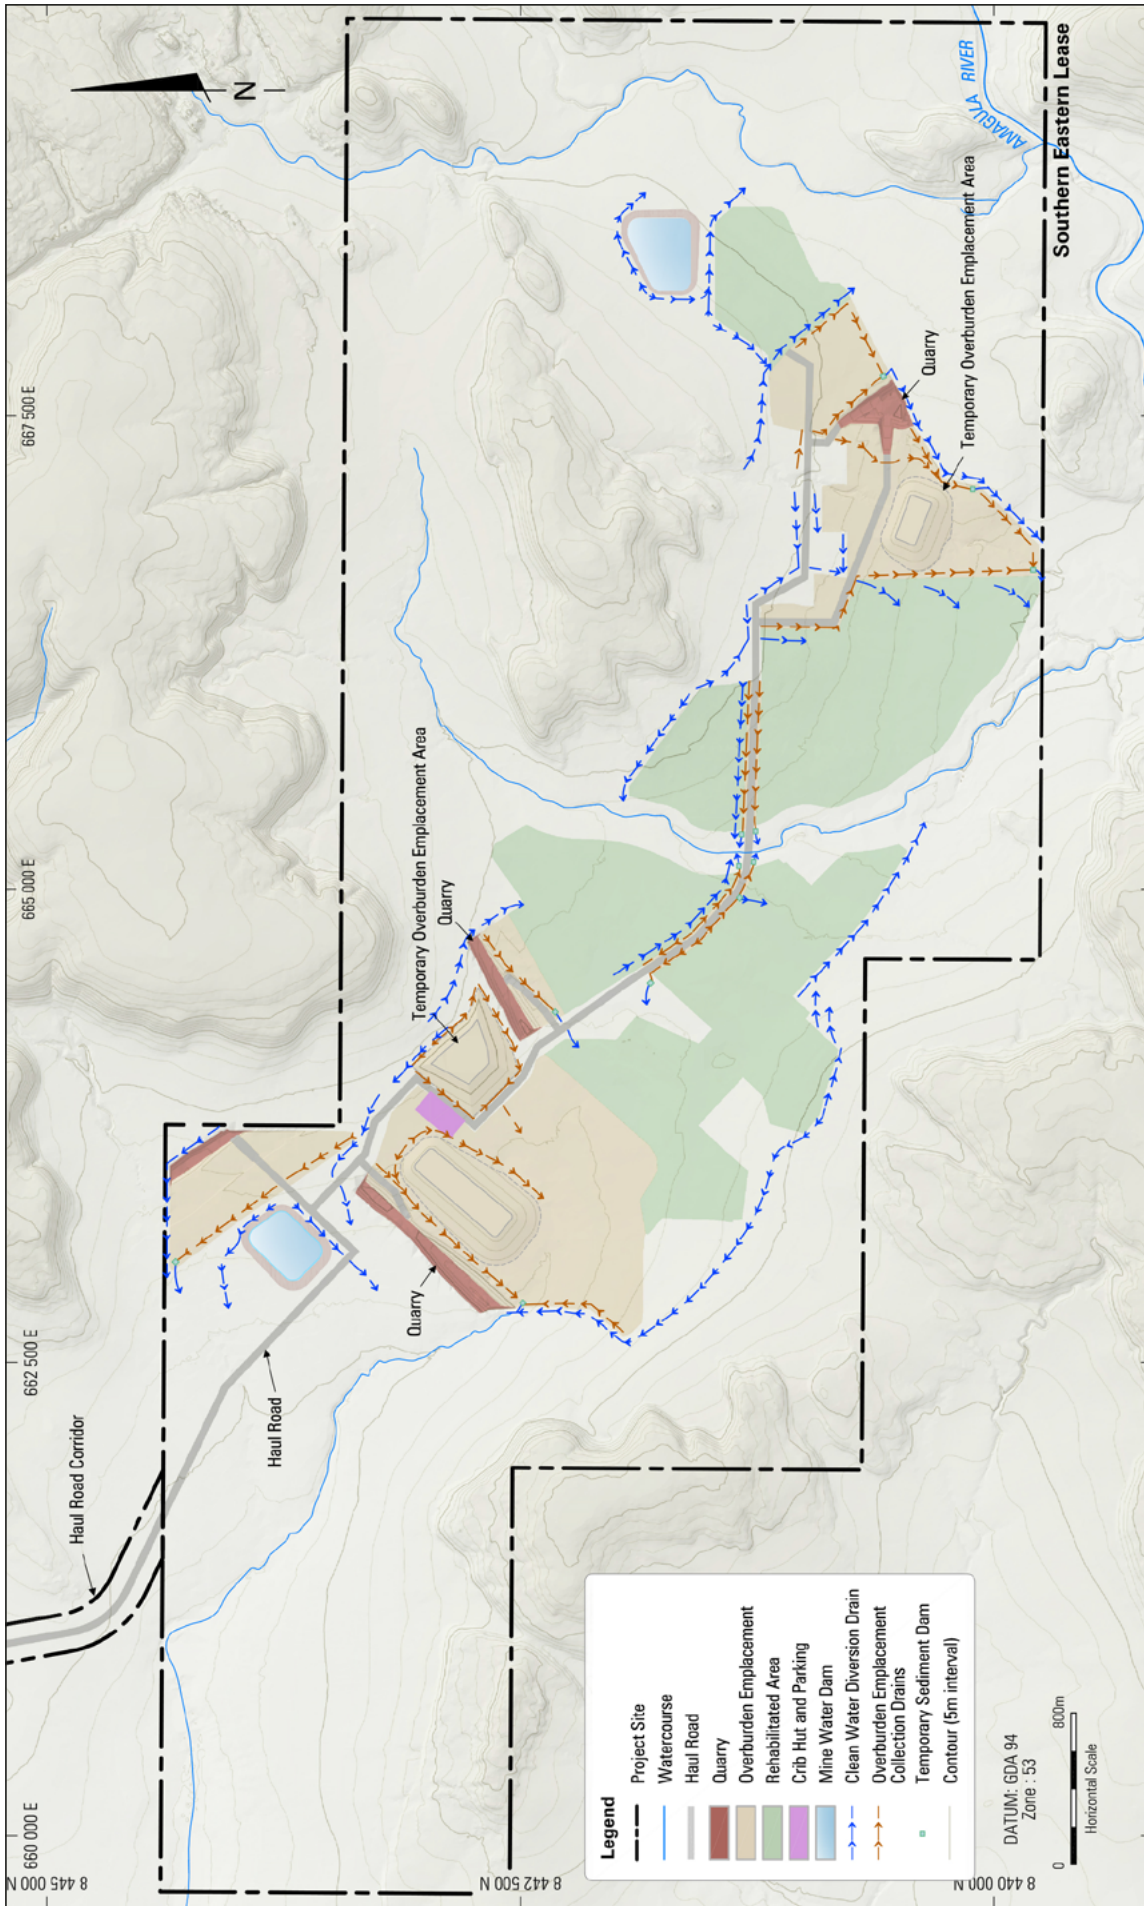 660 000 E
662 500 E
665 000 E
667 500 E
8 445 000 N
8 442 500 N
8 440 000 N
N
Haul Road Corridor
Haul Road
Quarry
Temporary Overburden Emplacement Area
Quarry
Quarry
Temporary Overburden Emplacement Area
AMAGULA RIVER
Southern Eastern Lease
Legend
Project Site
Watercourse
Haul Road
Quarry
Overburden Emplacement
Rehabilitated Area
Crib Hut and Parking
Mine Water Dam
Clean Water Diversion Drain
Overburden Emplacement
Collection Drains
Temporary Sediment Dam
Contour (5m interval)
DATUM: GDA 94
Zone : 53
0 800m
Horizontal Scale